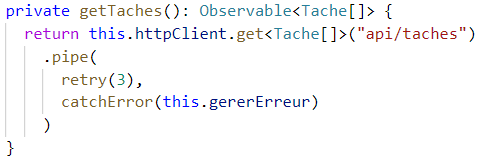 private getTaches(): Observable<Tache[]> {
  return this.httpClient.get<Tache[]>("api/taches")
    .pipe(
      retry(3),
      catchError(this.gererErreur)
    )
}